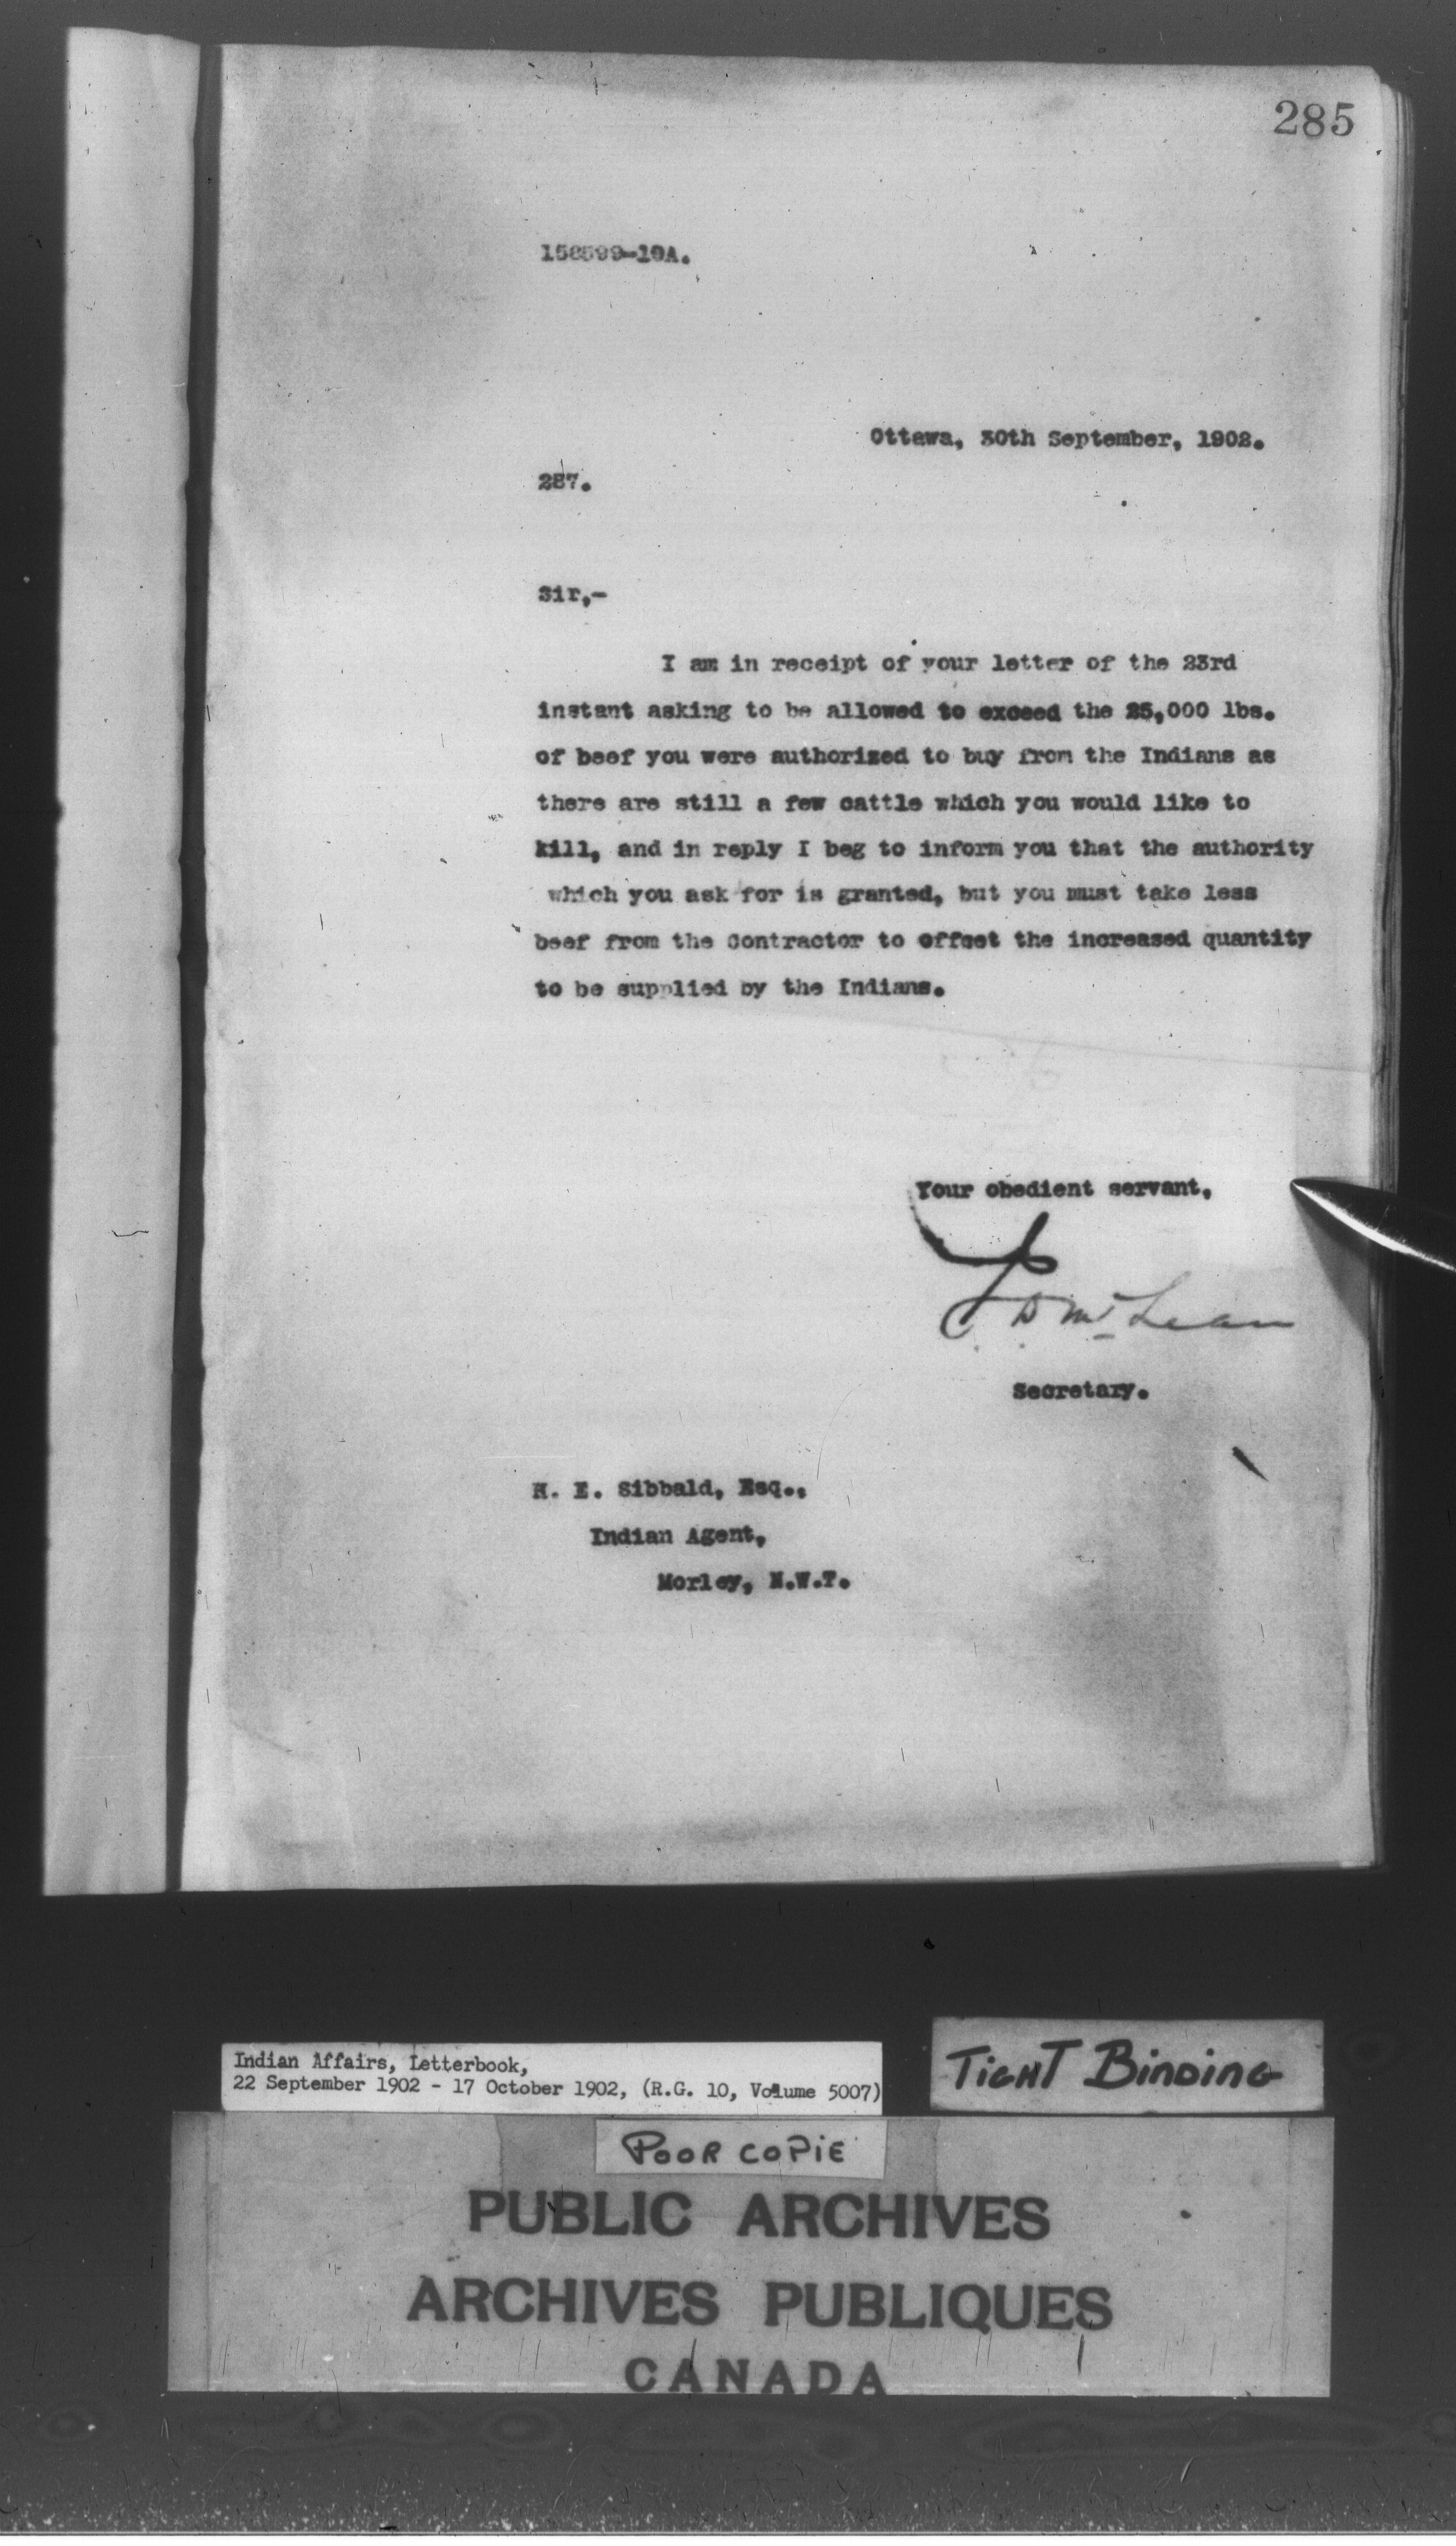 285
158599-19A.
Ottawa, 30th September, 1902.
287.
Sir,-
I am in receipt of your letter of the 23rd
instant asking to be allowed to exceed the 25,000 lbs.
of beef you were authorized to buy from the Indians as
there are still a few cattle which you would like to
kill, and in reply I beg to inform you that the authority
which you ask for is granted, but you must take less
beef from the Contractor to offset the increased quantity
to be supplied by the Indians.
Your obedient servant,
J D McLean
Secretary.
H. E. Sibbald, Esq.,
Indian Agent,
Morley, N.W.T.
Indian Affairs, Letterbook,
22 September 1902 - 17 October 1902, (R.G. 10, Volume 5007)
TIGHT BINDING
POOR COPIE
PUBLIC ARCHIVES
ARCHIVES PUBLIQUES
CANADA